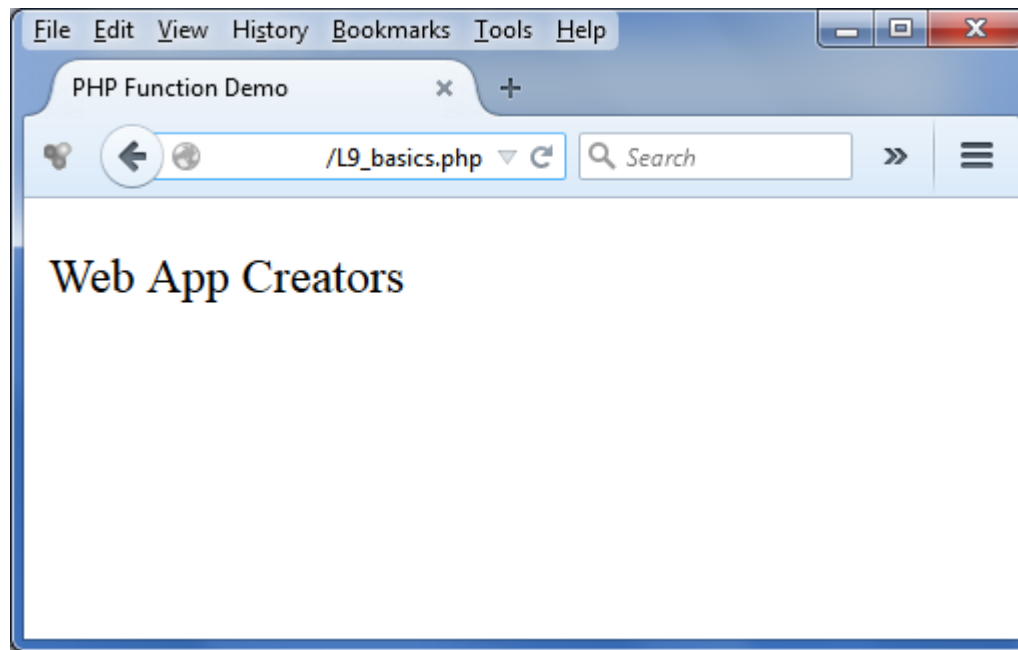 File Edit View History Bookmarks Tools Help
PHP Function Demo
/L9_basics.php Search
Web App Creators